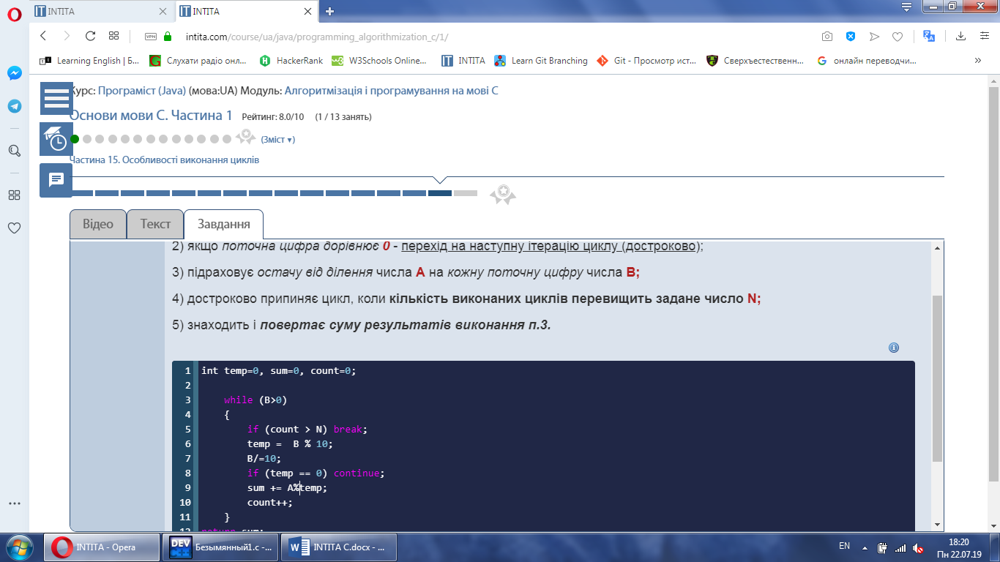 INTITA
INTITA
VPN intita.com/course/ua/java/programming_algorithmization_c/1/
Learning English | Б... Слухати радіо онл... HackerRank W3Schools Online... INTITA Learn Git Branching Git - Просмотр ист... Сверхъестественн... онлайн переводчи... »
Курс: Програміст (Java) (мова:UA) Модуль: Алгоритмізація і програмування на мові C
Основи мови C. Частина 1 Рейтинг: 8.0/10 (1 / 13 занять)
(Зміст ▾)
Частина 15. Особливості виконання циклів
Відео Текст Завдання
2) якщо поточна цифра дорівнює 0 - перехід на наступну ітерацію циклу (достроково);
3) підраховує остачу від ділення числа A на кожну поточну цифру числа B;
4) достроково припиняє цикл, коли кількість виконаних циклів перевищить задане число N;
5) знаходить і повертає суму результатів виконання п.3.
1 int temp=0, sum=0, count=0;
2
3 while (B>0)
4 {
5 if (count > N) break;
6 temp = B % 10;
7 B/=10;
8 if (temp == 0) continue;
9 sum += A%temp;
10 count++;
11 }
12 return sum;
INTITA - Opera DEV Безымянный1.c -... INTITA C.docx - ... EN 18:20
Пн 22.07.19